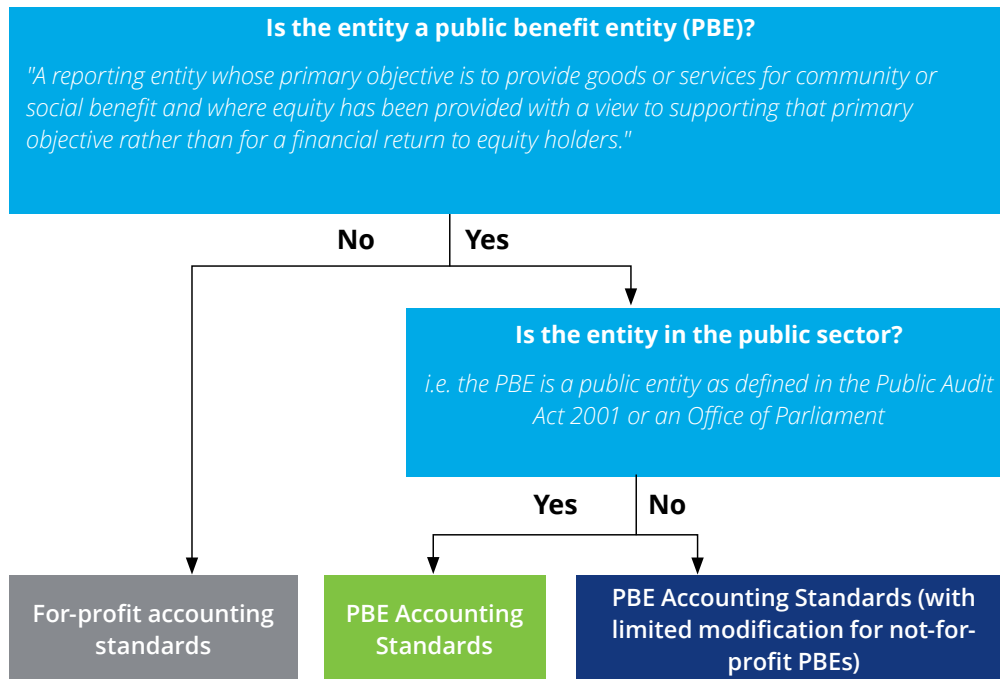 Is the entity a public benefit entity (PBE)?
"A reporting entity whose primary objective is to provide goods or services for community or
social benefit and where equity has been provided with a view to supporting that primary
objective rather than for a financial return to equity holders."
No
Yes
Is the entity in the public sector?
i.e. the PBE is a public entity as defined in the Public Audit
Act 2001 or an Office of Parliament
Yes
No
For-profit accounting
standards
PBE Accounting
Standards
PBE Accounting Standards (with
limited modification for not-for-
profit PBEs)